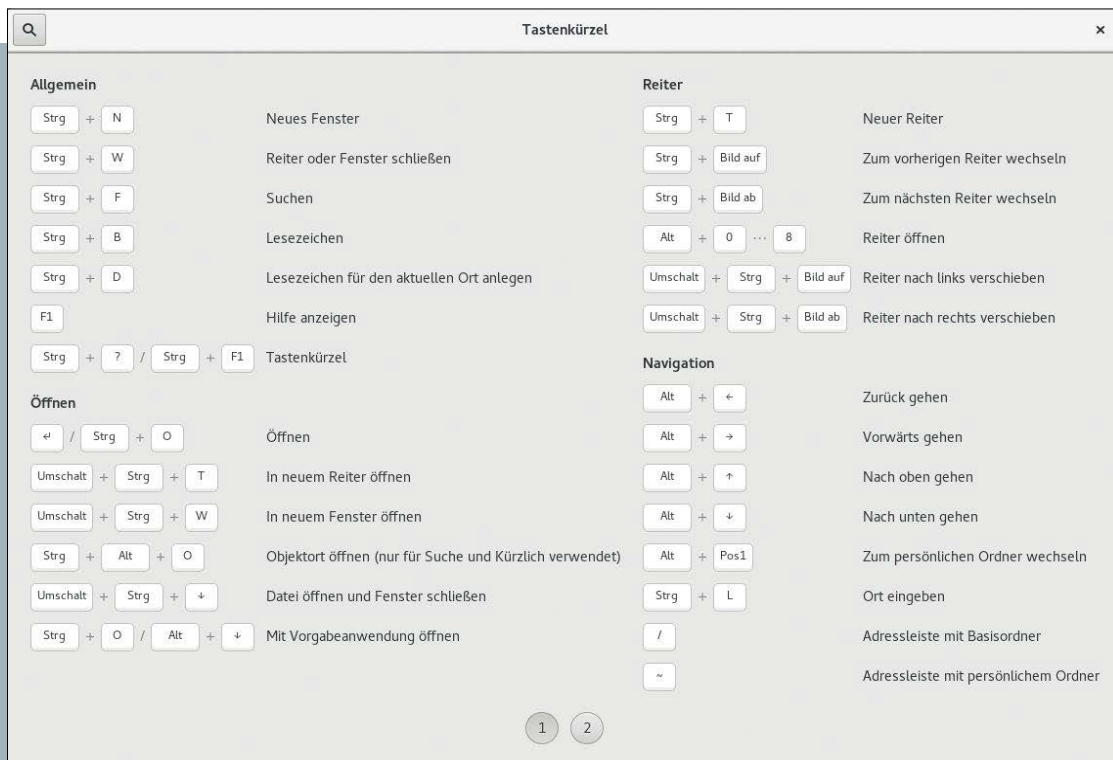 Tastenkürzel
Allgemein
Strg + N Neues Fenster
Strg + W Reiter oder Fenster schließen
Strg + F Suchen
Strg + B Lesezeichen
Strg + D Lesezeichen für den aktuellen Ort anlegen
F1 Hilfe anzeigen
Strg + ? / Strg + F1 Tastenkürzel
Öffnen
↵ / Strg + O Öffnen
Umschalt + Strg + T In neuem Reiter öffnen
Umschalt + Strg + W In neuem Fenster öffnen
Strg + Alt + O Objektort öffnen (nur für Suche und Kürzlich verwendet)
Umschalt + Strg + ↓ Datei öffnen und Fenster schließen
Strg + O / Alt + ↓ Mit Vorgabeanwendung öffnen
Reiter
Strg + T Neuer Reiter
Strg + Bild auf Zum vorherigen Reiter wechseln
Strg + Bild ab Zum nächsten Reiter wechseln
Alt + 0 ⋯ 8 Reiter öffnen
Umschalt + Strg + Bild auf Reiter nach links verschieben
Umschalt + Strg + Bild ab Reiter nach rechts verschieben
Navigation
Alt + ← Zurück gehen
Alt + → Vorwärts gehen
Alt + ↑ Nach oben gehen
Alt + ↓ Nach unten gehen
Alt + Pos1 Zum persönlichen Ordner wechseln
Strg + L Ort eingeben
/ Adressleiste mit Basisordner
~ Adressleiste mit persönlichem Ordner
1 2